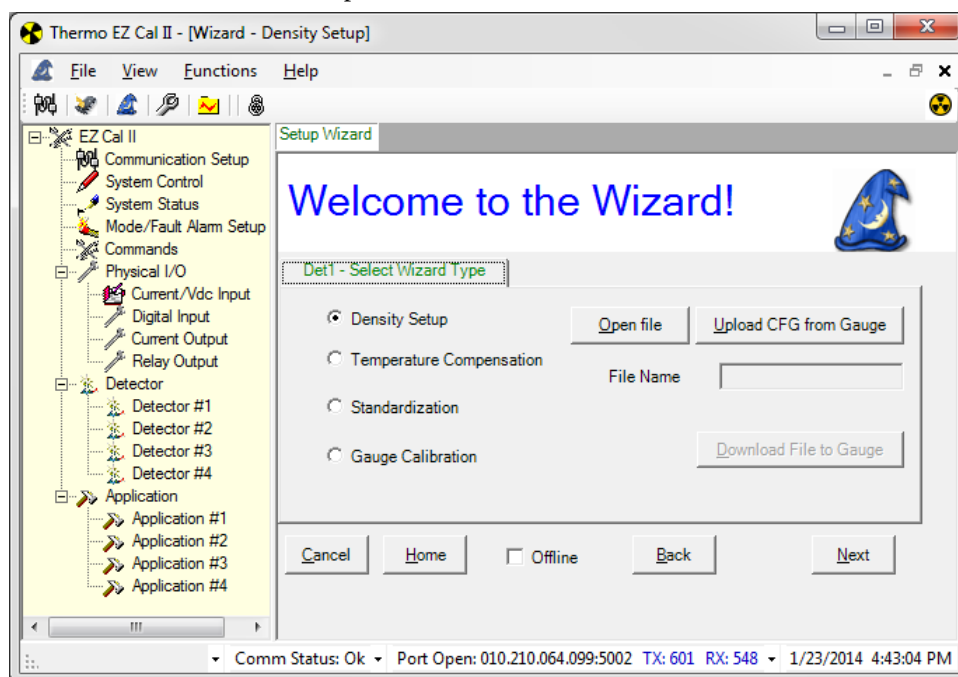 Thermo EZ Cal II - [Wizard - Density Setup]
File View Functions Help
EZ Cal II
Communication Setup
System Control
System Status
Mode/Fault Alarm Setup
Commands
Physical I/O
Current/Vdc Input
Digital Input
Current Output
Relay Output
Detector
Detector #1
Detector #2
Detector #3
Detector #4
Application
Application #1
Application #2
Application #3
Application #4
Setup Wizard
Welcome to the Wizard!
Det1 - Select Wizard Type
Density Setup
Temperature Compensation
Standardization
Gauge Calibration
Open file
Upload CFG from Gauge
File Name
Download File to Gauge
Cancel
Home
Offline
Back
Next
Comm Status: Ok Port Open: 010.210.064.099:5002 TX: 601 RX: 548 1/23/2014 4:43:04 PM